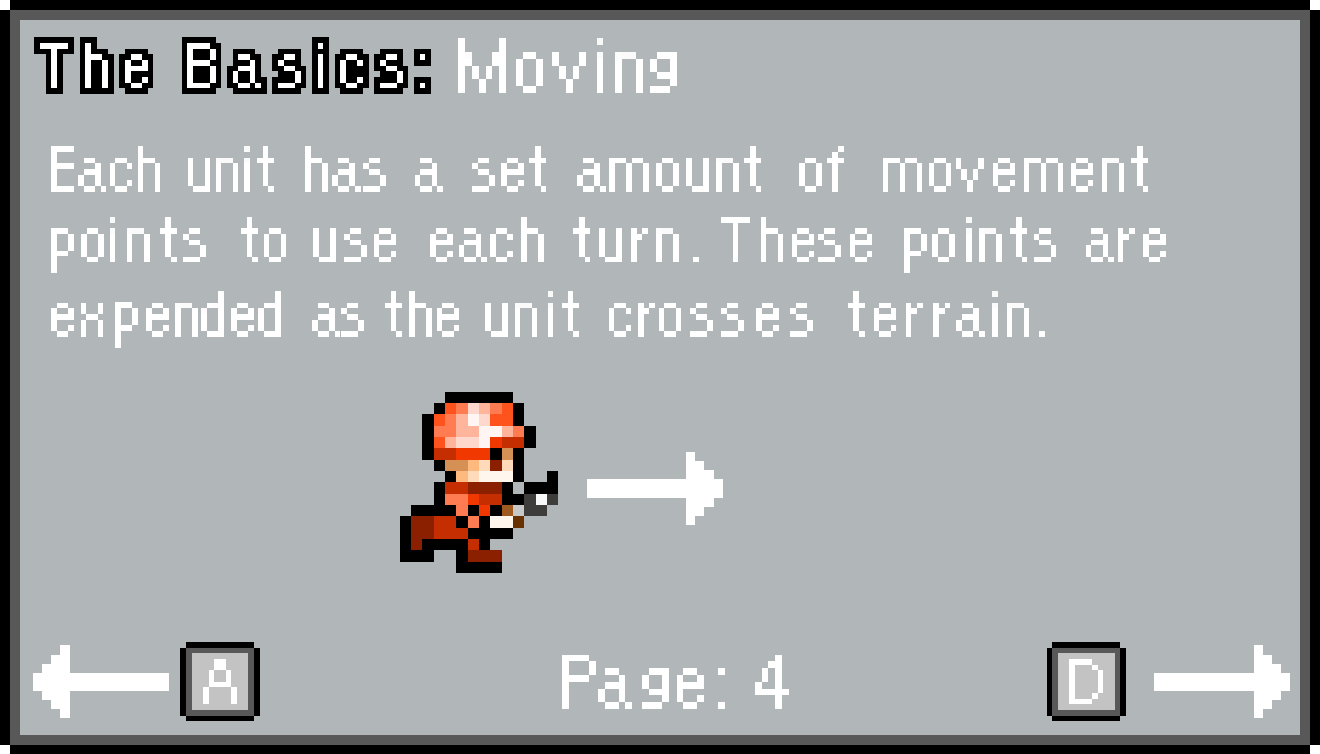 The Basics: Moving
Each unit has a set amount of movement
points to use each turn. These points are
expended as the unit crosses terrain.
A Page: 4 D